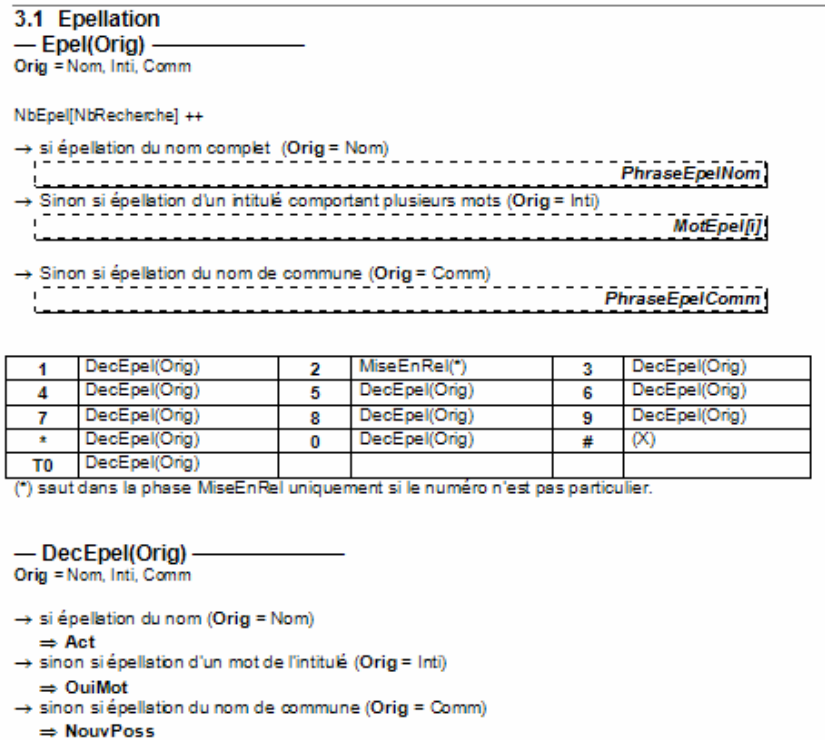 3.1 Epellation
— Epel(Orig) —
Orig = Nom, Inti, Comm
NbEpel[NbRecherche] ++
→ si épellation du nom complet (Orig = Nom)
PhraseEpelNom
→ Sinon si épellation d'un intitulé comportant plusieurs mots (Orig = Inti)
MotEpel[i]
→ Sinon si épellation du nom de commune (Orig = Comm)
PhraseEpelComm
1 DecEpel(Orig) 2 MiseEnRel(*) 3 DecEpel(Orig)
4 DecEpel(Orig) 5 DecEpel(Orig) 6 DecEpel(Orig)
7 DecEpel(Orig) 8 DecEpel(Orig) 9 DecEpel(Orig)
* DecEpel(Orig) 0 DecEpel(Orig) # (X)
T0 DecEpel(Orig)
(*) saut dans la phase MiseEnRel uniquement si le numéro n'est pas particulier.
— DecEpel(Orig) —
Orig = Nom, Inti, Comm
→ si épellation du nom (Orig = Nom)
⇒ Act
→ sinon si épellation d'un mot de l'intitulé (Orig = Inti)
⇒ OuiMot
→ sinon si épellation du nom de commune (Orig = Comm)
⇒ NouvPoss